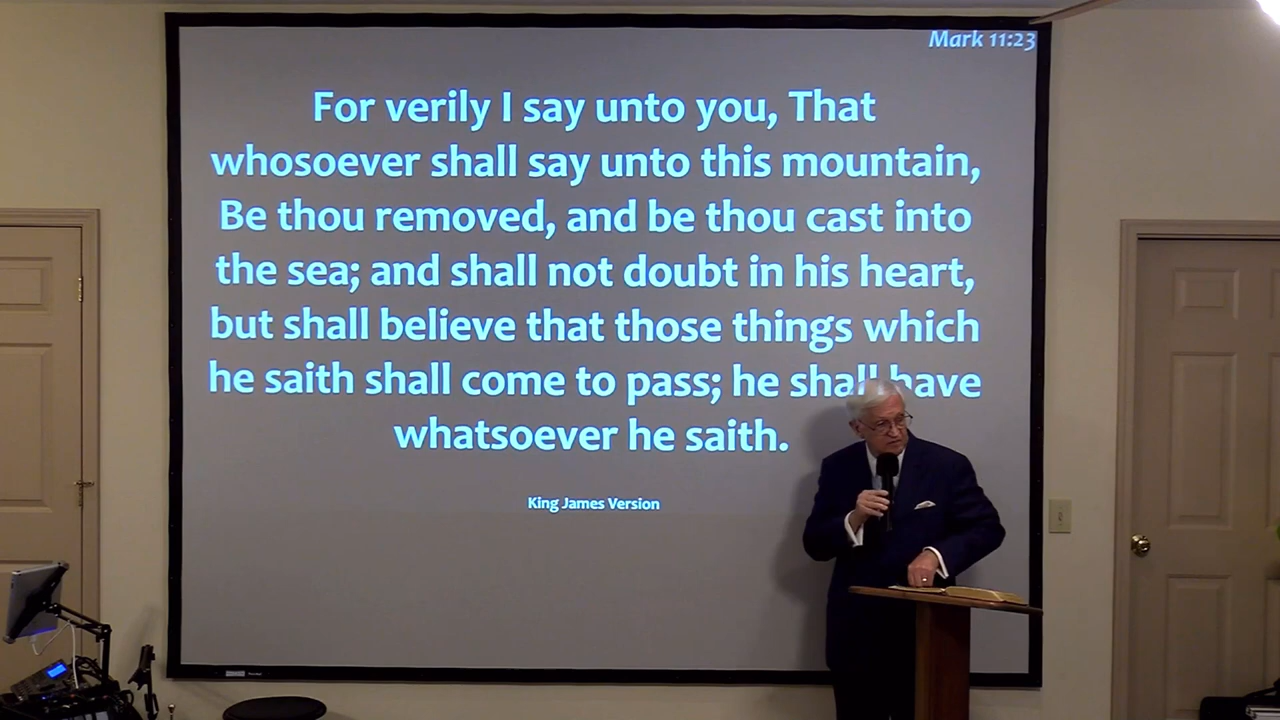 Mark 11:23
For verily I say unto you, That
whosoever shall say unto this mountain,
Be thou removed, and be thou cast into
the sea; and shall not doubt in his heart,
but shall believe that those things which
he saith shall come to pass; he shall have
whatsoever he saith.
King James Version